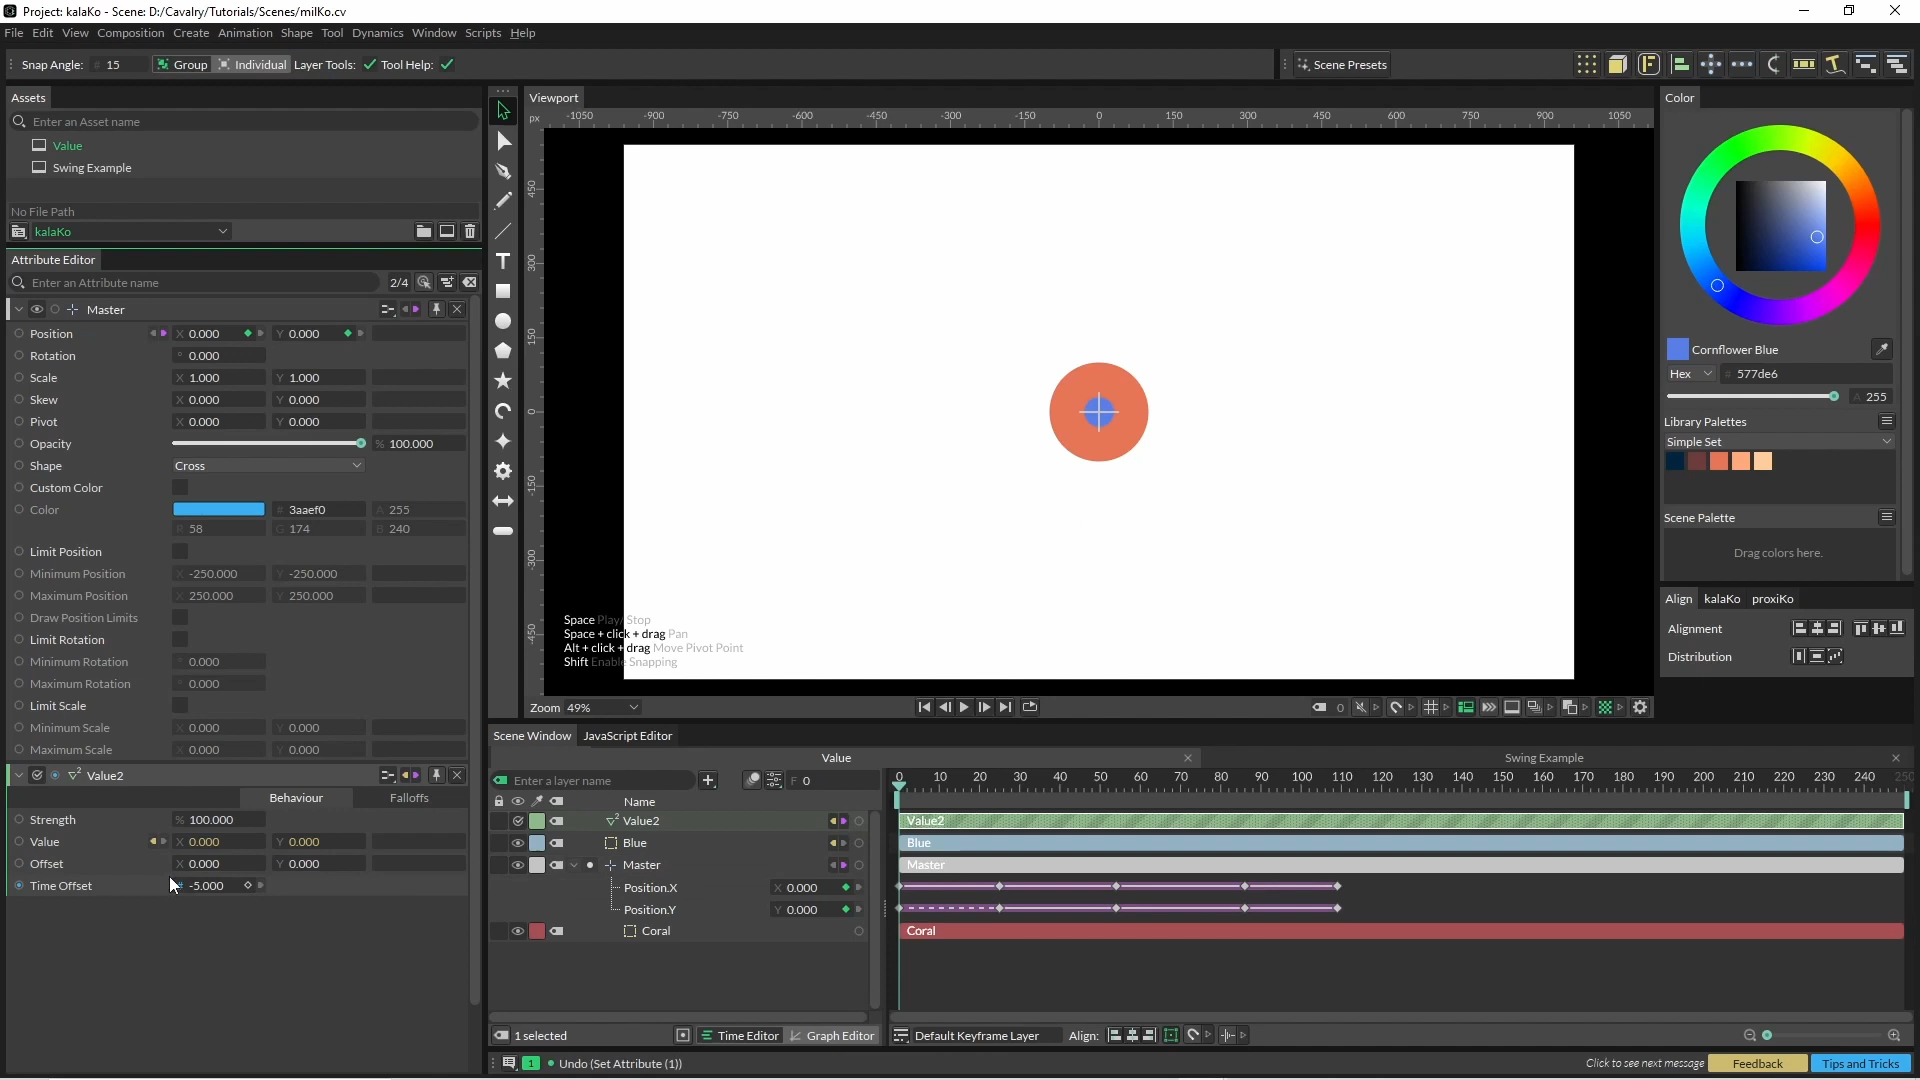 Project: kalaKo - Scene: D:/Cavalry/Tutorials/Scenes/milKo.cv
File Edit View Composition Create Animation Shape Tool Dynamics Window Scripts Help
Snap Angle: # 15 Group Individual Layer Tools: Tool Help:
Scene Presets
Assets
Enter an Asset name
Value
Swing Example
No File Path
kalaKo
Attribute Editor
Enter an Attribute name 2/4
Master
Position X 0.000 Y 0.000
Rotation ° 0.000
Scale X 1.000 Y 1.000
Skew X 0.000 Y 0.000
Pivot X 0.000 Y 0.000
Opacity % 100.000
Shape Cross
Custom Color
Color # 3aaef0 A 255
R 58 G 174 B 240
Limit Position
Minimum Position X -250.000 Y -250.000
Maximum Position X 250.000 Y 250.000
Draw Position Limits
Limit Rotation
Minimum Rotation ° 0.000
Maximum Rotation ° 0.000
Limit Scale
Minimum Scale X 0.000 Y 0.000
Maximum Scale X 0.000 Y 0.000
Value2
Behaviour Falloffs
Strength % 100.000
Value X 0.000 Y 0.000
Offset X 0.000 Y 0.000
Time Offset -5.000
Viewport
px -1050 -900 -750 -600 -450 -300 -150 0 150 300 450 600 750 900 1050
450
300
150
0
-150
-300
-450
Space Play/ Stop
Space + click + drag Pan
Alt + click + drag Move Pivot Point
Shift Enable Snapping
Zoom 49%
0
Scene Window JavaScript Editor
Value
Swing Example
Enter a layer name
F 0
0 10 20 30 40 50 60 70 80 90 100 110 120 130 140 150 160 170 180 190 200 210 220 230 240 250
Name
Value2
Value2
Blue
Blue
Master
Master
Position.X X 0.000
Position.Y Y 0.000
Coral
Coral
1 selected
Time Editor Graph Editor
Default Keyframe Layer Align:
1 Undo (Set Attribute (1))
Click to see next message Feedback Tips and Tricks
Color
Cornflower Blue
Hex # 577de6
A 255
Library Palettes
Simple Set
Scene Palette
Drag colors here.
Align kalaKo proxiKo
Alignment
Distribution